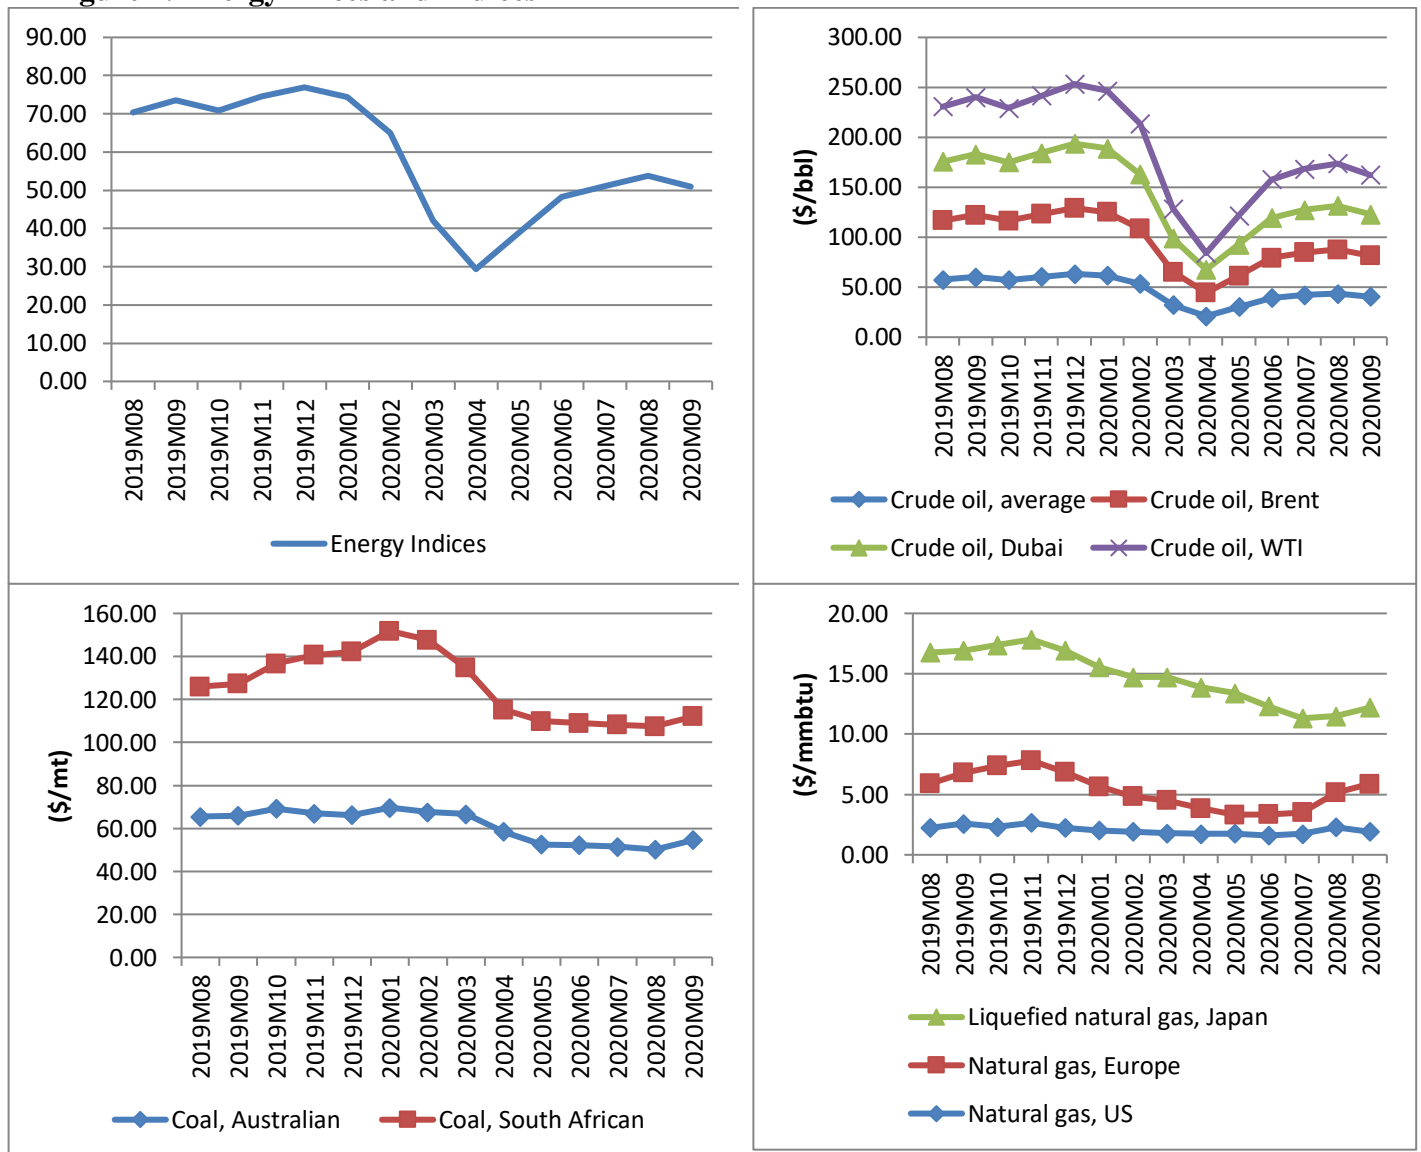 90.00
80.00
70.00
60.00
50.00
40.00
30.00
20.00
10.00
0.00
2019M08
2019M09
2019M10
2019M11
2019M12
2020M01
2020M02
2020M03
2020M04
2020M05
2020M06
2020M07
2020M08
2020M09
Energy Indices
($/bbl)
300.00
250.00
200.00
150.00
100.00
50.00
0.00
2019M08
2019M09
2019M10
2019M11
2019M12
2020M01
2020M02
2020M03
2020M04
2020M05
2020M06
2020M07
2020M08
2020M09
Crude oil, average Crude oil, Brent
Crude oil, Dubai Crude oil, WTI
($/mt)
160.00
140.00
120.00
100.00
80.00
60.00
40.00
20.00
0.00
2019M08
2019M09
2019M10
2019M11
2019M12
2020M01
2020M02
2020M03
2020M04
2020M05
2020M06
2020M07
2020M08
2020M09
Coal, Australian Coal, South African
($/mmbtu)
20.00
15.00
10.00
5.00
0.00
2019M08
2019M09
2019M10
2019M11
2019M12
2020M01
2020M02
2020M03
2020M04
2020M05
2020M06
2020M07
2020M08
2020M09
Liquefied natural gas, Japan
Natural gas, Europe
Natural gas, US